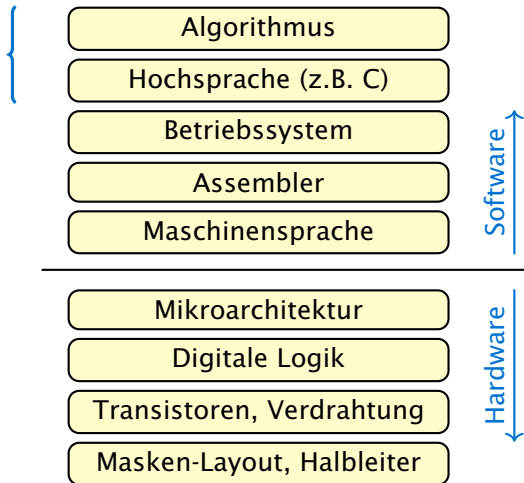 Algorithmus
Hochsprache (z.B. C)
Betriebssystem
Assembler
Maschinensprache
Software
Mikroarchitektur
Digitale Logik
Transistoren, Verdrahtung
Masken-Layout, Halbleiter
Hardware